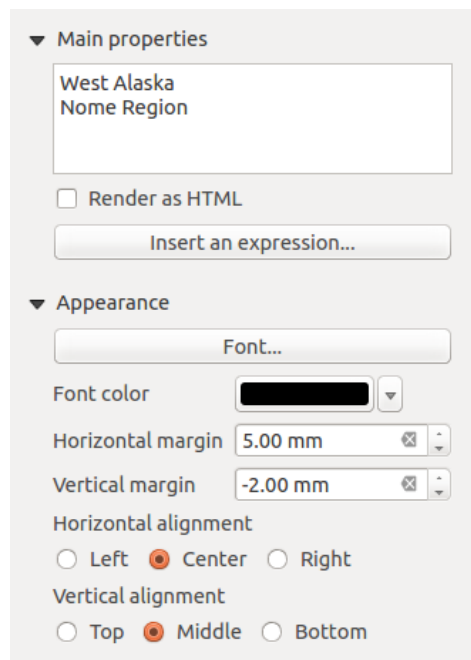 Main properties
West Alaska
Nome Region
Render as HTML
Insert an expression...
Appearance
Font...
Font color
Horizontal margin 5.00 mm
Vertical margin -2.00 mm
Horizontal alignment
Left Center Right
Vertical alignment
Top Middle Bottom